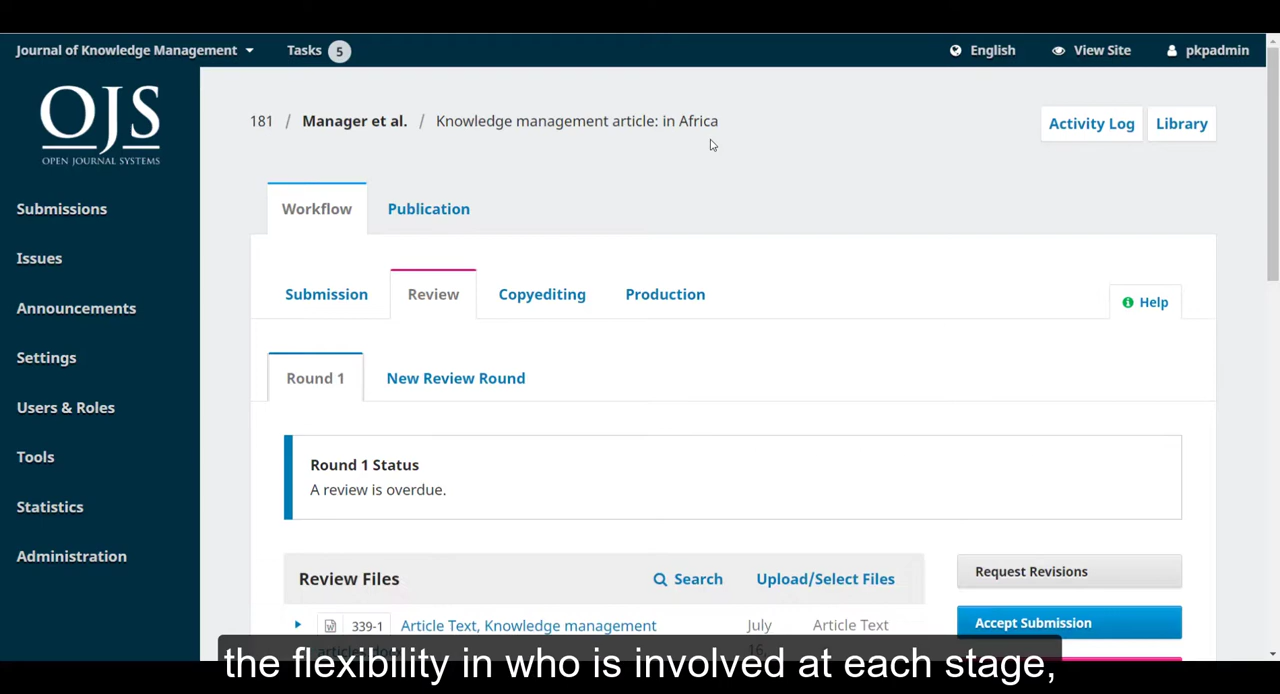 Journal of Knowledge Management Tasks 5 English View Site pkpadmin
OJS
OPEN JOURNAL SYSTEMS
181 / Manager et al. / Knowledge management article: in Africa
Activity Log Library
Submissions
Issues
Announcements
Settings
Users & Roles
Tools
Statistics
Administration
Workflow Publication
Submission Review Copyediting Production
Help
Round 1 New Review Round
Round 1 Status
A review is overdue.
Review Files Search Upload/Select Files
Request Revisions
339-1 Article Text, Knowledge management July Article Text
Accept Submission
the flexibility in who is involved at each stage,